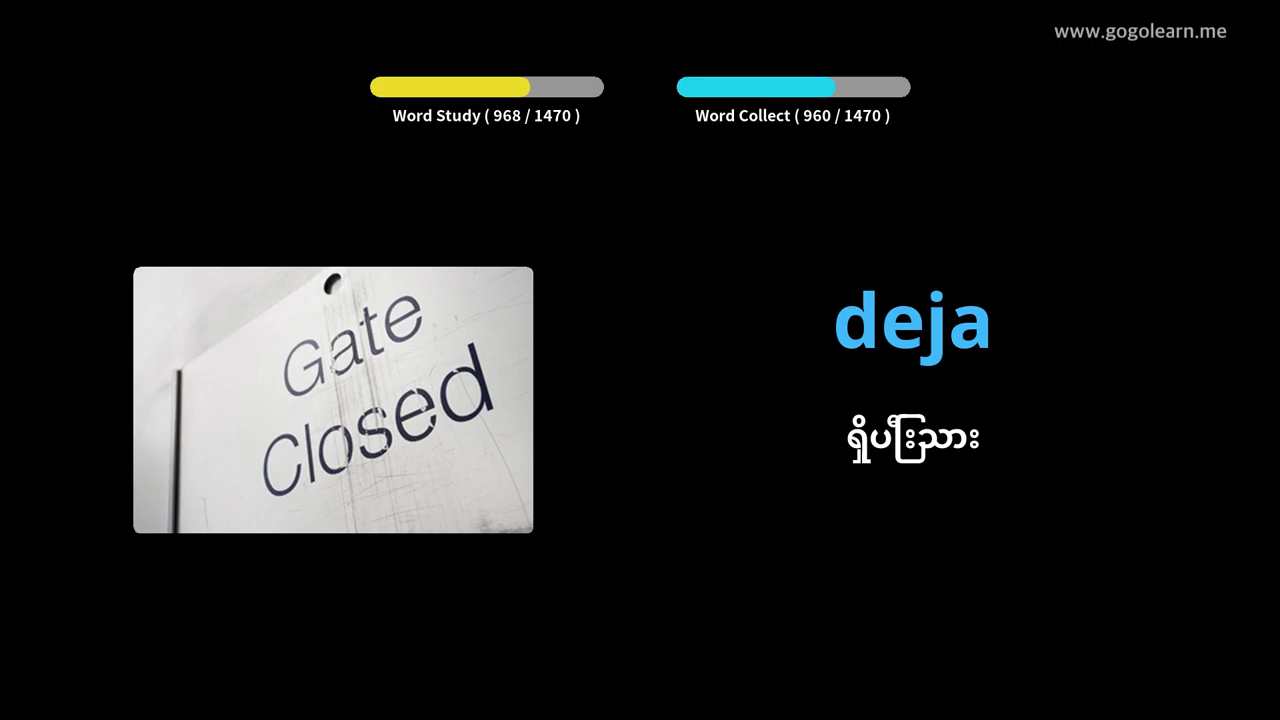 www.gogolearn.me
Word Study ( 968 / 1470 )
Word Collect ( 960 / 1470 )
Gate
Closed
deja
ရှိပြီးသား